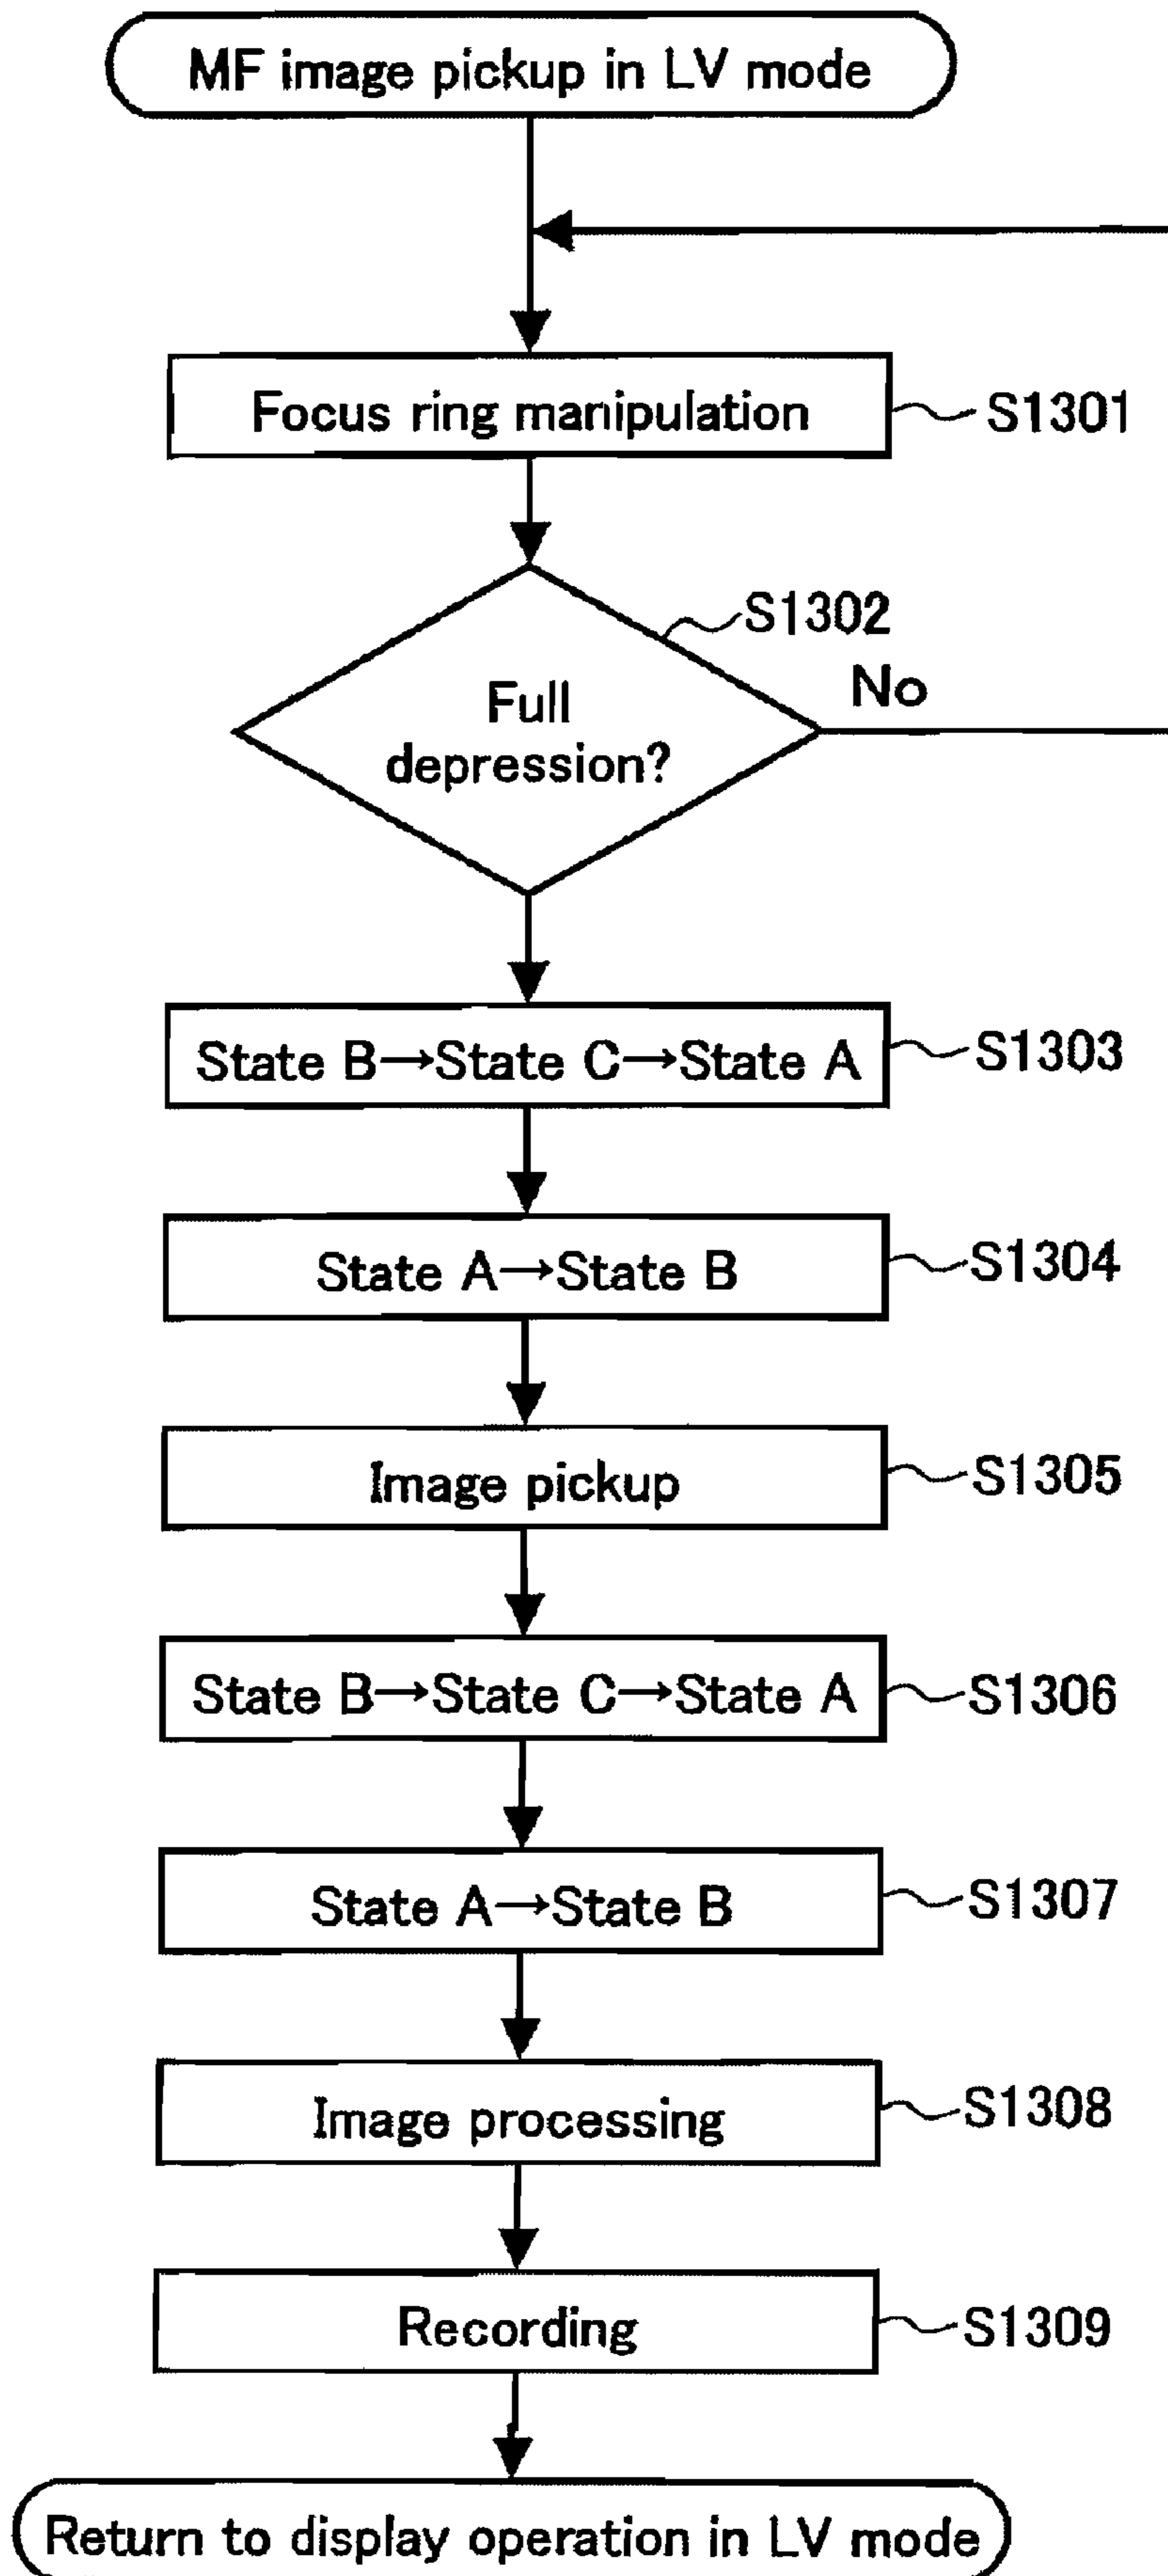 MF image pickup in LV mode
Focus ring manipulation
S1301
S1302
No
Full
depression?
State B→State C→State A
S1303
State A→State B
S1304
Image pickup
S1305
State B→State C→State A
S1306
State A→State B
S1307
Image processing
S1308
Recording
S1309
Return to display operation in LV mode